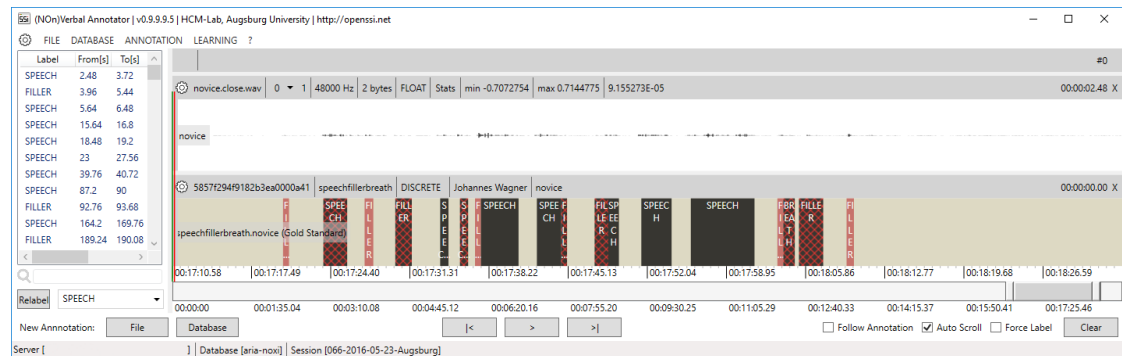 SSI (NOn)Verbal Annotator | v0.9.9.9.5 | HCM-Lab, Augsburg University | http://openssi.net
FILE DATABASE ANNOTATION LEARNING ?
Label From[s] To[s]
SPEECH 2.48 3.72
FILLER 3.96 5.44
SPEECH 5.64 6.48
SPEECH 15.64 16.8
SPEECH 18.48 19.2
SPEECH 23 27.56
SPEECH 39.76 40.72
SPEECH 87.2 90
FILLER 92.76 93.68
SPEECH 164.2 169.76
FILLER 189.24 190.08
Relabel SPEECH
#0
novice.close.wav 0 1 48000 Hz 2 bytes FLOAT Stats min -0.7072754 max 0.7144775 9.155273E-05 00:00:02.48 X
novice
5857f294f9182b3ea0000a41 speechfillerbreath DISCRETE Johannes Wagner novice 00:00:00.00 X
SPEECH FILLER FILLER SPEECH SPEECH SPEECH FILLER SPEECH SPEECH SPEECH BREATH FILLER FILLER
speechfillerbreath.novice (Gold Standard)
00:17:10.58 00:17:17.49 00:17:24.40 00:17:31.31 00:17:38.22 00:17:45.13 00:17:52.04 00:17:58.95 00:18:05.86 00:18:12.77 00:18:19.68 00:18:26.59
00:00:00 00:01:35.04 00:03:10.08 00:04:45.12 00:06:20.16 00:07:55.20 00:09:30.25 00:11:05.29 00:12:40.33 00:14:15.37 00:15:50.41 00:17:25.46
New Annnotation: File Database |< > >| Follow Annotation Auto Scroll Force Label Clear
Server [ ] Database [aria-noxi] Session [066-2016-05-23-Augsburg]